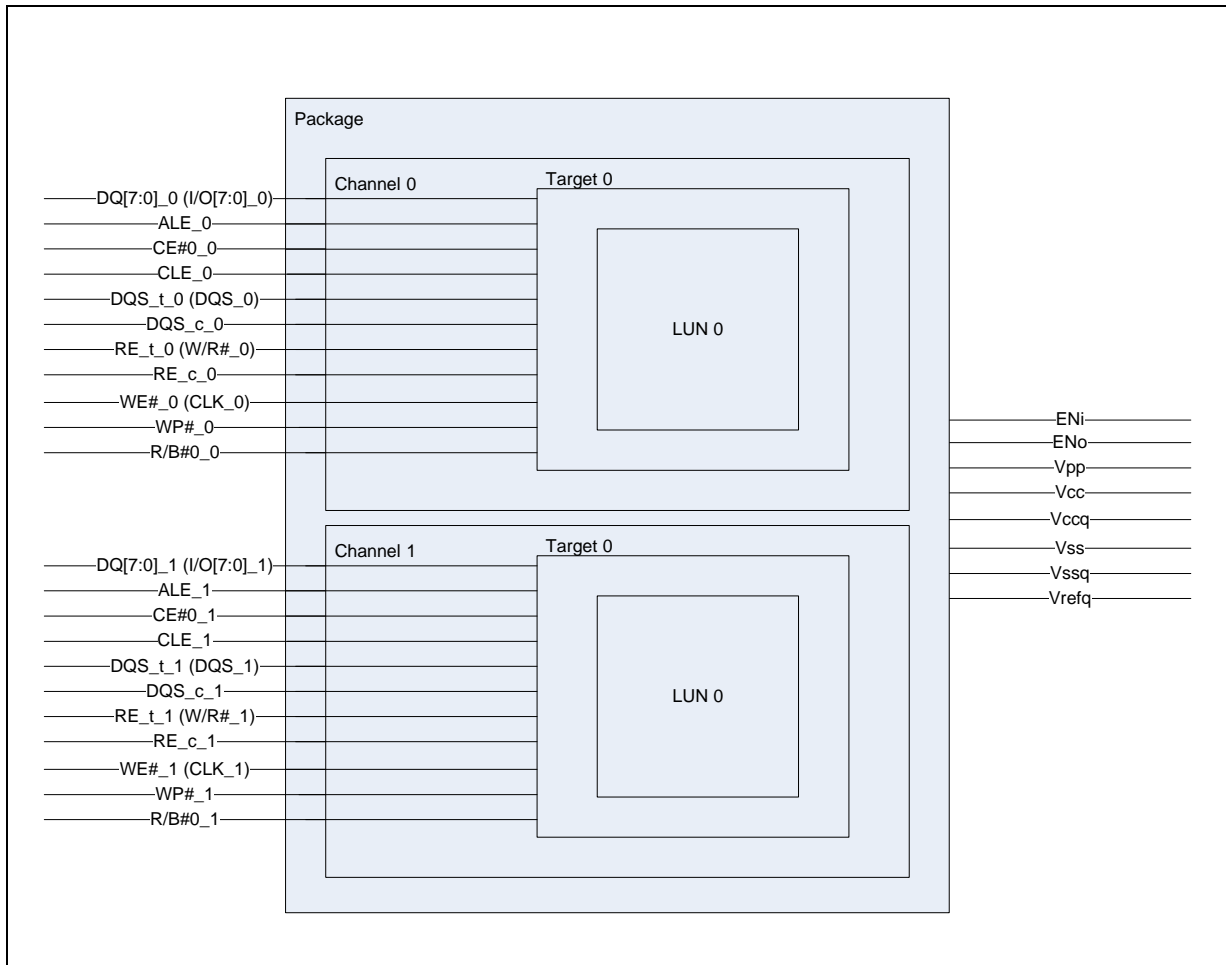 Package
Channel 0
Target 0
DQ[7:0]_0 (I/O[7:0]_0)
ALE_0
CE#0_0
CLE_0
DQS_t_0 (DQS_0)
DQS_c_0
RE_t_0 (W/R#_0)
RE_c_0
WE#_0 (CLK_0)
WP#_0
R/B#0_0
LUN 0
Channel 1
Target 0
DQ[7:0]_1 (I/O[7:0]_1)
ALE_1
CE#0_1
CLE_1
DQS_t_1 (DQS_1)
DQS_c_1
RE_t_1 (W/R#_1)
RE_c_1
WE#_1 (CLK_1)
WP#_1
R/B#0_1
LUN 0
ENi
ENo
Vpp
Vcc
Vccq
Vss
Vssq
Vrefq